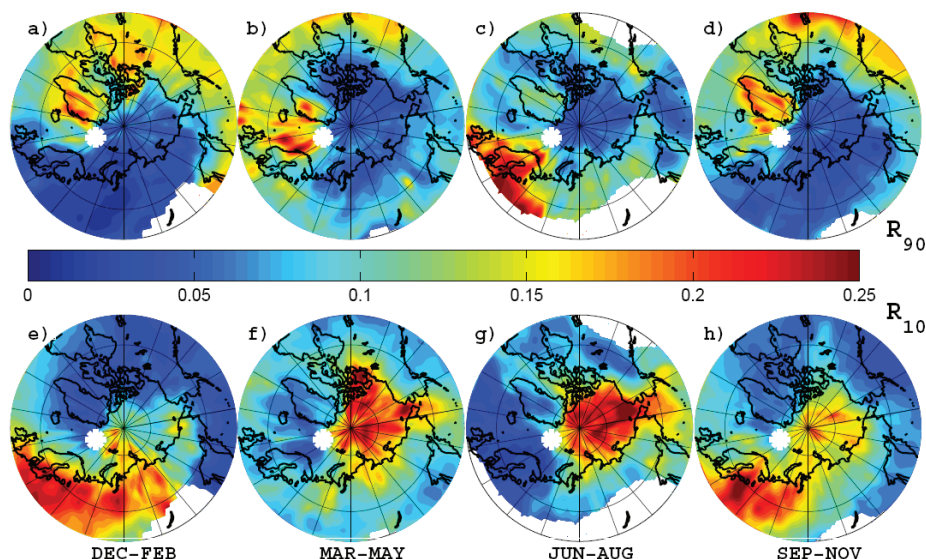 a) b) c) d)
R90
0 0.05 0.1 0.15 0.2 0.25
R10
e) f) g) h)
DEC-FEB MAR-MAY JUN-AUG SEP-NOV